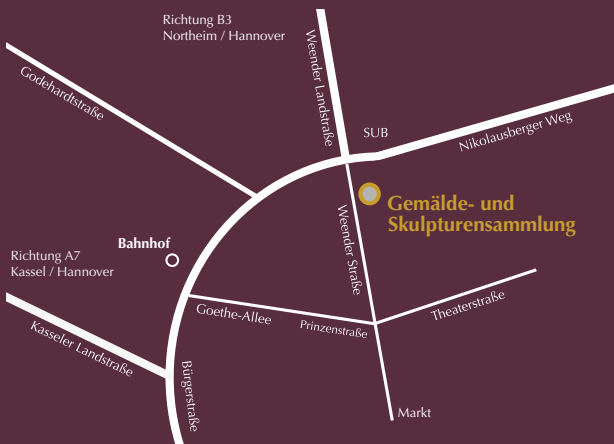 Richtung B3
Northeim / Hannover
Godehardtstraße
Weender Landstraße
SUB
Nikolausberger Weg
Gemälde- und
Skulpturensammlung
Weender Straße
Bahnhof
Richtung A7
Kassel / Hannover
Goethe-Allee
Prinzenstraße
Theaterstraße
Kasseler Landstraße
Bürgerstraße
Markt